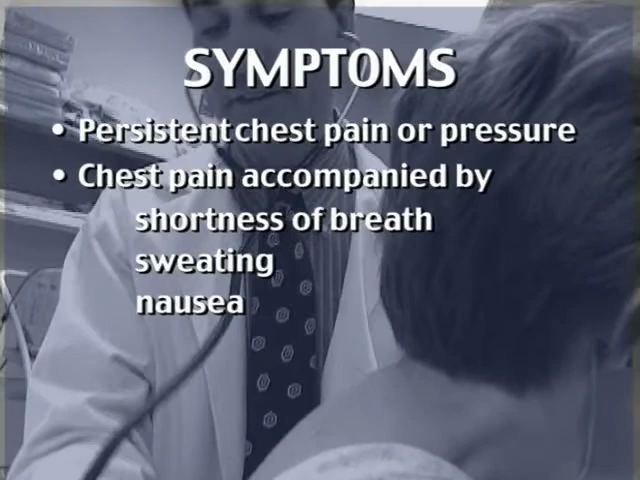 SYMPTOMS
• Persistent chest pain or pressure
• Chest pain accompanied by
shortness of breath
sweating
nausea